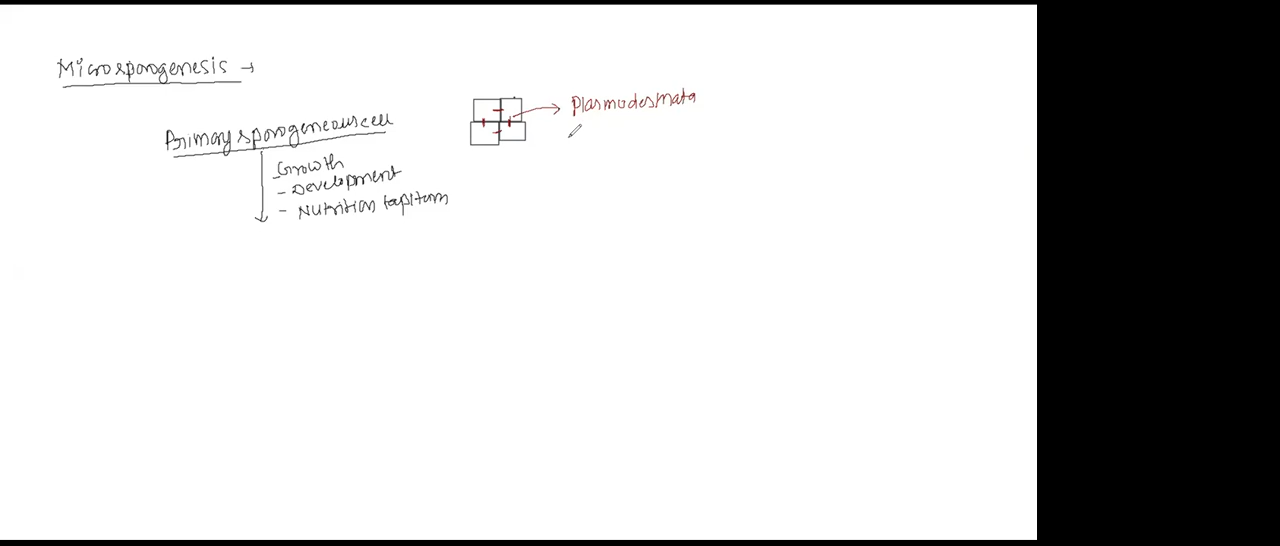 Microsporogenesis →
Plasmodesmata
Primary sporogeneous cell
Growth
- Development
- Nutrition tapitum